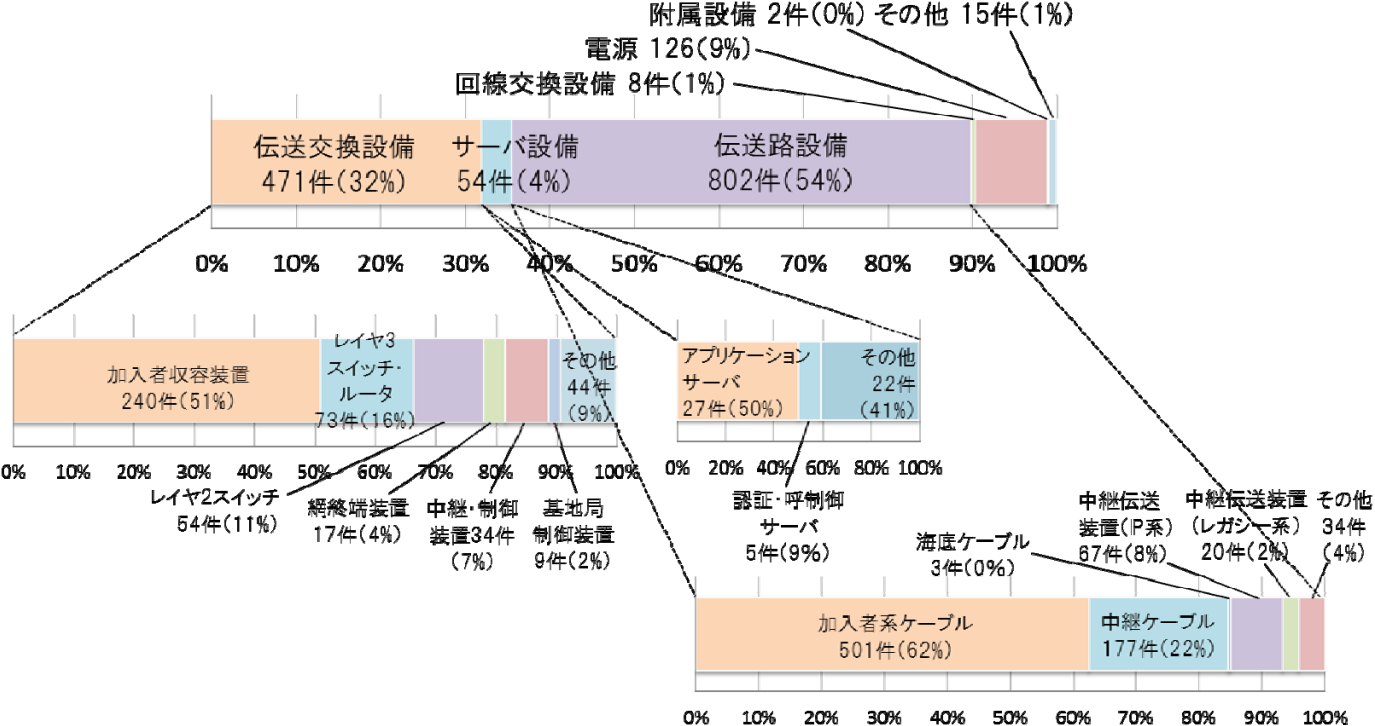 附属設備 2件(0%) その他 15件(1%)
電源 126(9%)
回線交換設備 8件(1%)
伝送交換設備
471件(32%)
サーバ設備
54件(4%)
伝送路設備
802件(54%)
0% 10% 20% 30% 40% 50% 60% 70% 80% 90% 100%
0% 10% 20% 30% 40% 50% 60% 70% 80% 90% 100%
加入者収容装置
240件(51%)
レイヤ3
スイッチ・
ルータ
73件(16%)
その他
44件
(9%)
レイヤ2スイッチ
54件(11%)
網終端装置
17件(4%)
中継・制御
装置34件
(7%)
基地局
制御装置
9件(2%)
アプリケーション
サーバ
27件(50%)
その他
22件
(41%)
0% 20% 40% 60% 80% 100%
認証・呼制御
サーバ
5件(9%)
海底ケーブル
3件(0%)
中継伝送
装置(IP系)
67件(8%)
中継伝送装置
(レガシー系)
20件(2%)
その他
34件
(4%)
加入者系ケーブル
501件(62%)
中継ケーブル
177件(22%)
0% 10% 20% 30% 40% 50% 60% 70% 80% 90% 100%